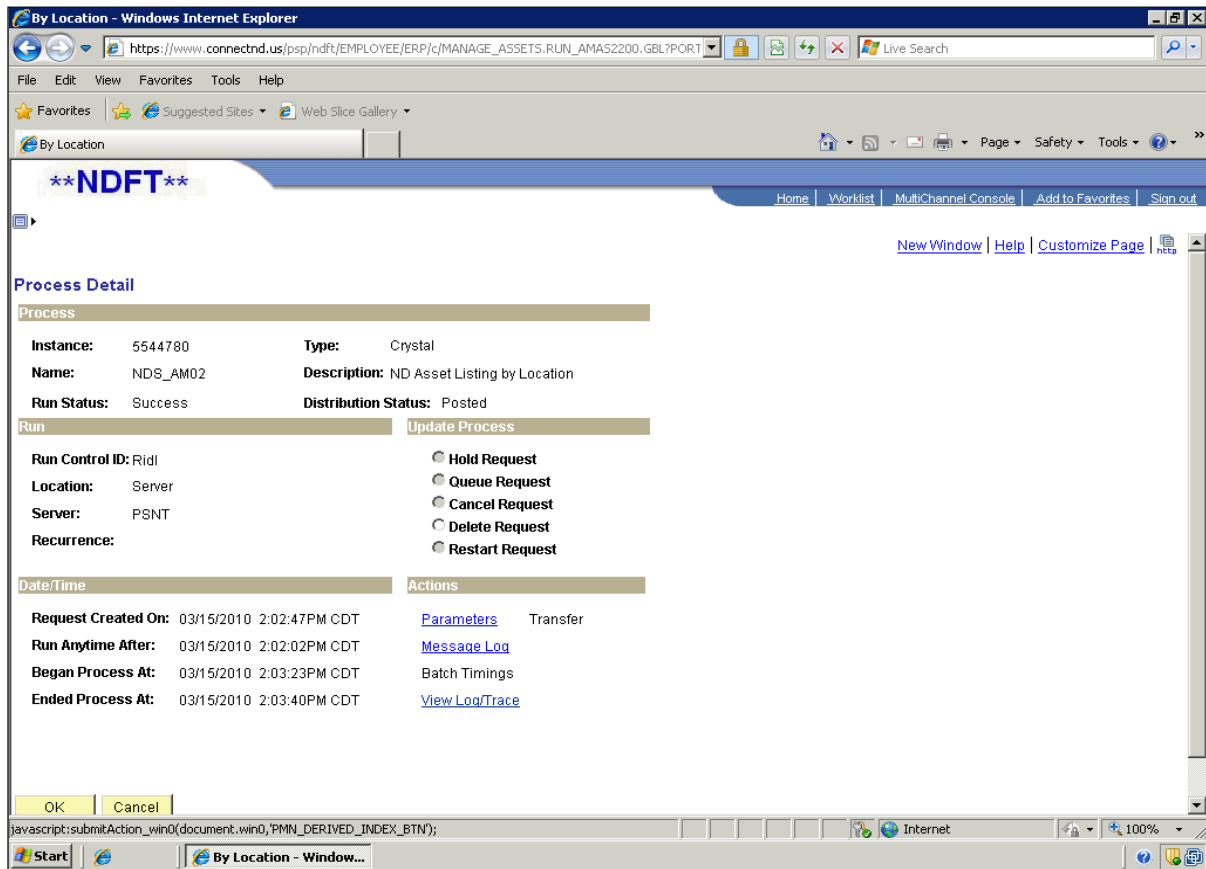 By Location - Windows Internet Explorer
https://www.connectnd.us/psp/ndft/EMPLOYEE/ERP/c/MANAGE_ASSETS.RUN_AMAS2200.GBL?PORT
Live Search
File Edit View Favorites Tools Help
Favorites Suggested Sites Web Slice Gallery
By Location Page Safety Tools »
**NDFT**
Home Worklist MultiChannel Console Add to Favorites Sign out
New Window | Help | Customize Page | http
Process Detail
Process
Instance: 5544780 Type: Crystal
Name: NDS_AM02 Description: ND Asset Listing by Location
Run Status: Success Distribution Status: Posted
Run Update Process
Run Control ID: Ridl Hold Request
Location: Server Queue Request
Server: PSNT Cancel Request
Recurrence: Delete Request
Restart Request
Date/Time Actions
Request Created On: 03/15/2010 2:02:47PM CDT Parameters Transfer
Run Anytime After: 03/15/2010 2:02:02PM CDT Message Log
Began Process At: 03/15/2010 2:03:23PM CDT Batch Timings
Ended Process At: 03/15/2010 2:03:40PM CDT View Log/Trace
OK Cancel
javascript:submitAction_win0(document.win0,'PMN_DERIVED_INDEX_BTN'); Internet 100%
Start By Location - Window...